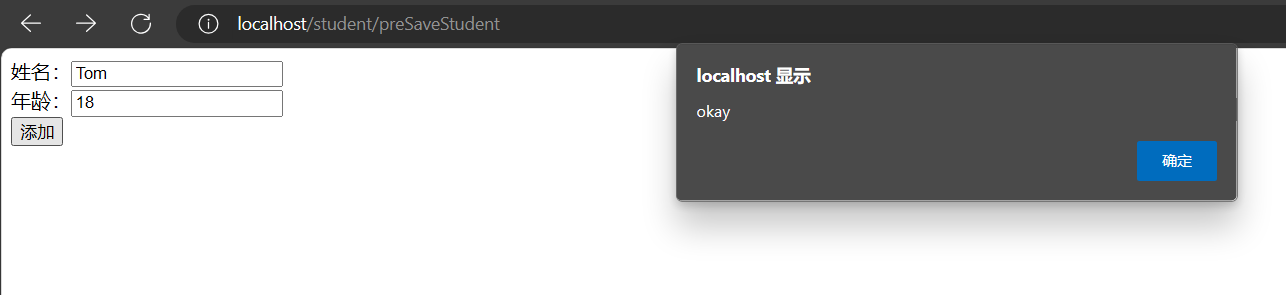 localhost/student/preSaveStudent
姓名： Tom
年龄： 18
添加
localhost 显示
okay
确定